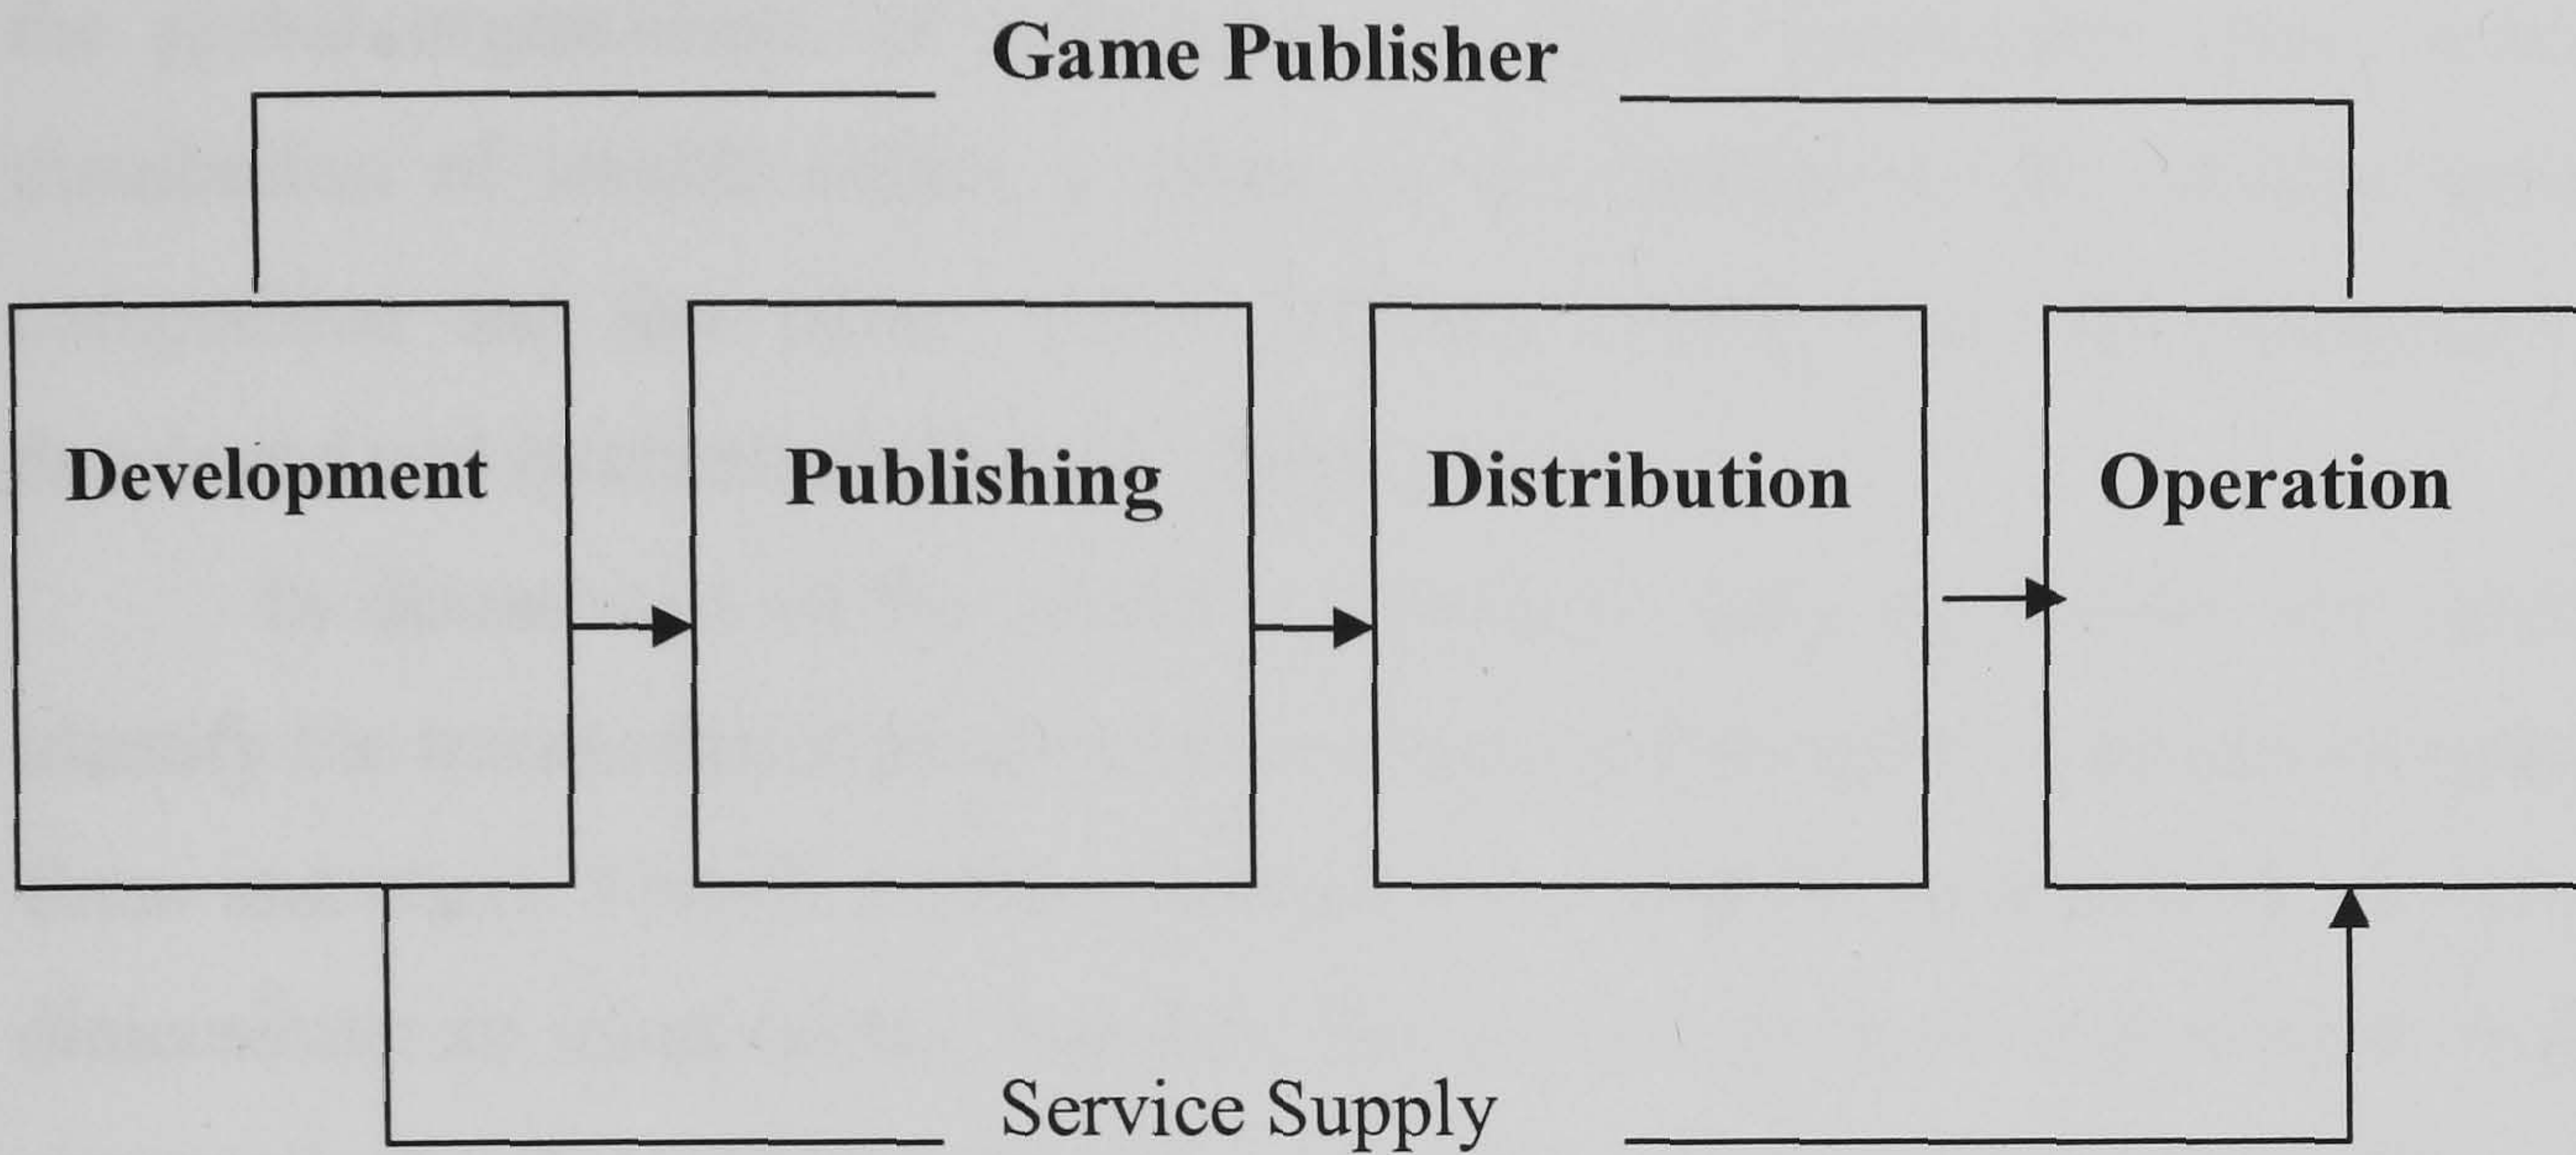 Game Publisher
Development
Publishing
Distribution
Operation
Service Supply